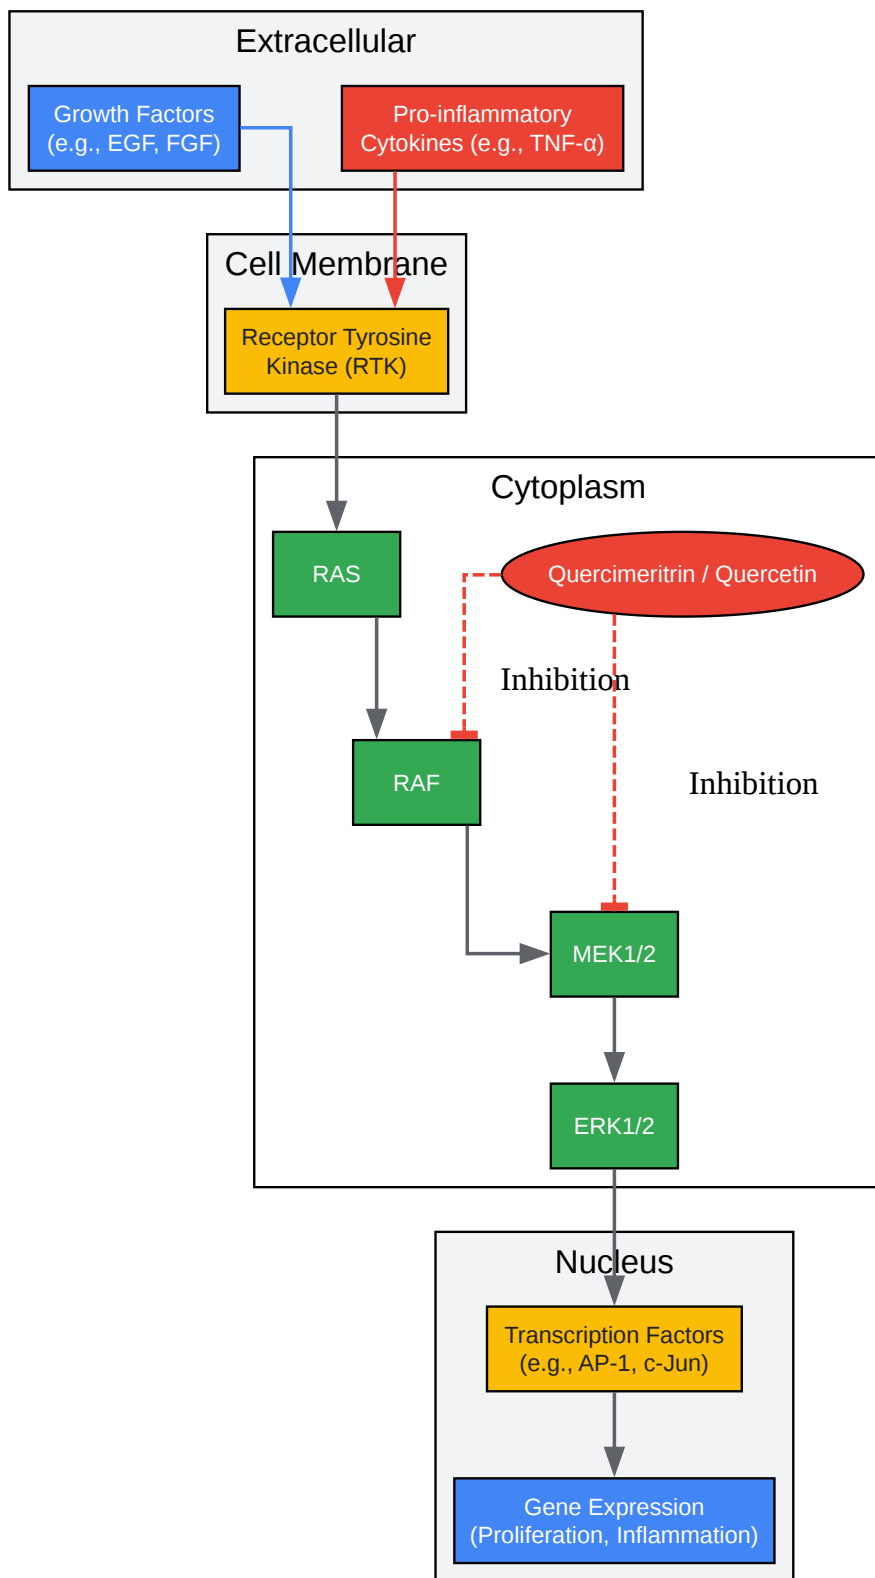 Extracellular
Growth Factors
(e.g., EGF, FGF)
Pro-inflammatory
Cytokines (e.g., TNF-α)
Cell Membrane
Receptor Tyrosine
Kinase (RTK)
Cytoplasm
RAS
Quercimeritrin / Quercetin
Inhibition
RAF
Inhibition
MEK1/2
ERK1/2
Nucleus
Transcription Factors
(e.g., AP-1, c-Jun)
Gene Expression
(Proliferation, Inflammation)